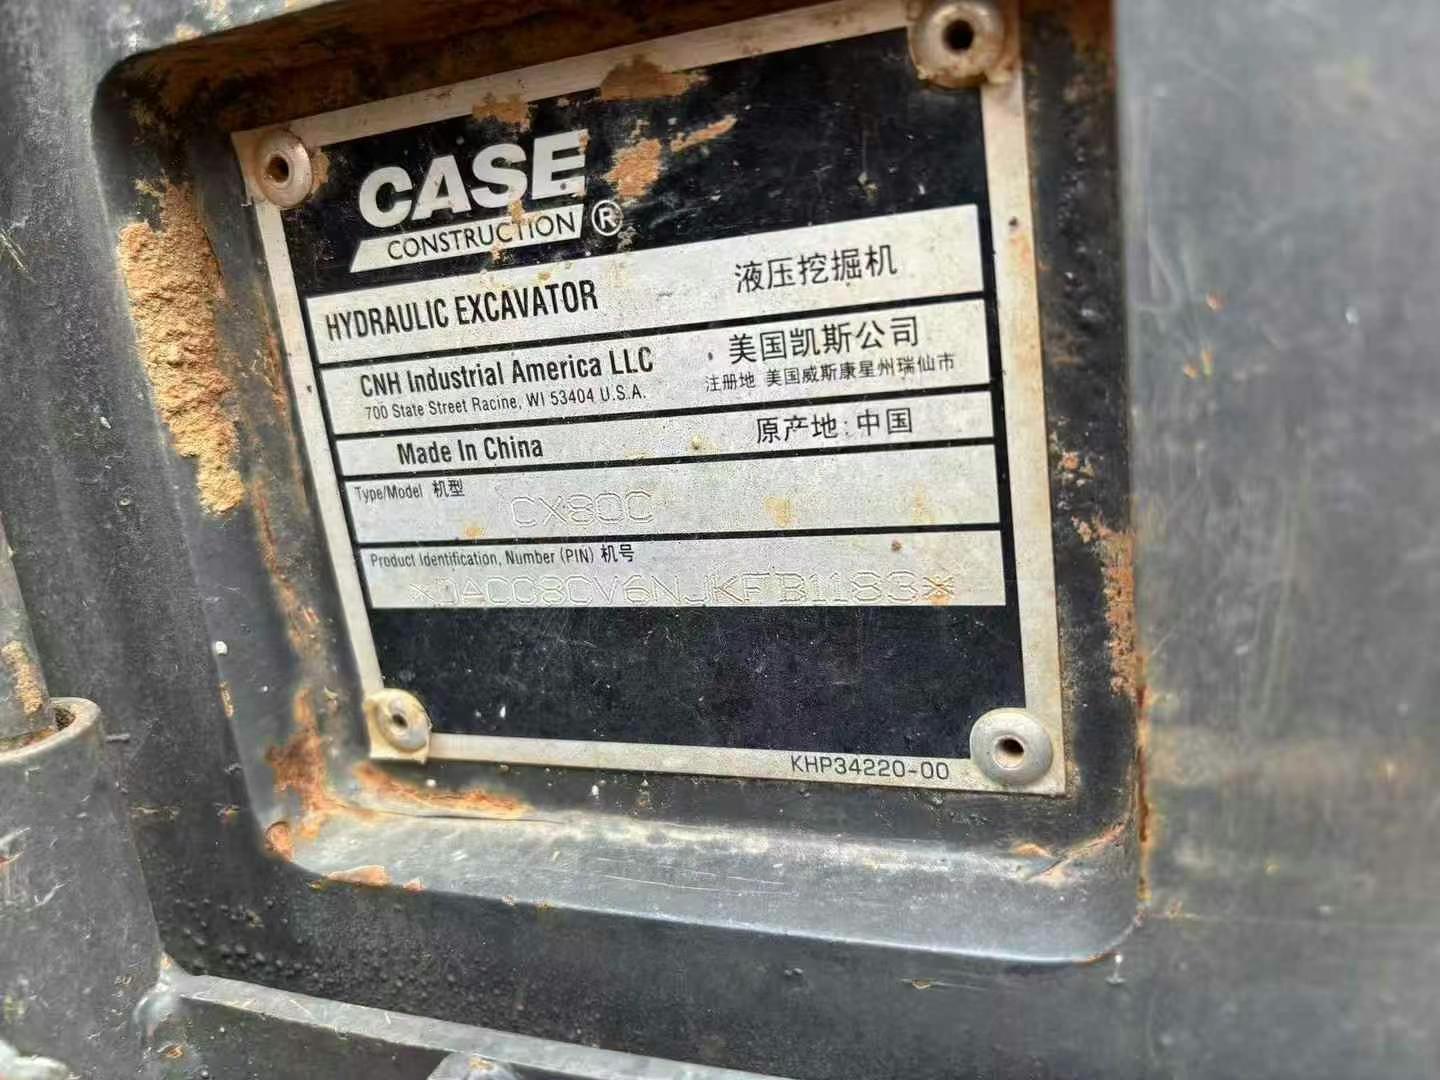 CASE
CONSTRUCTION ®
HYDRAULIC EXCAVATOR 液压挖掘机
CNH Industrial America LLC 美国凯斯公司
700 State Street Racine, WI 53404 U.S.A. 注册地 美国威斯康星州瑞仙市
Made In China 原产地:中国
Type/Model 机型 CX80C
Product Identification, Number (PIN) 机号
KHP34220-00